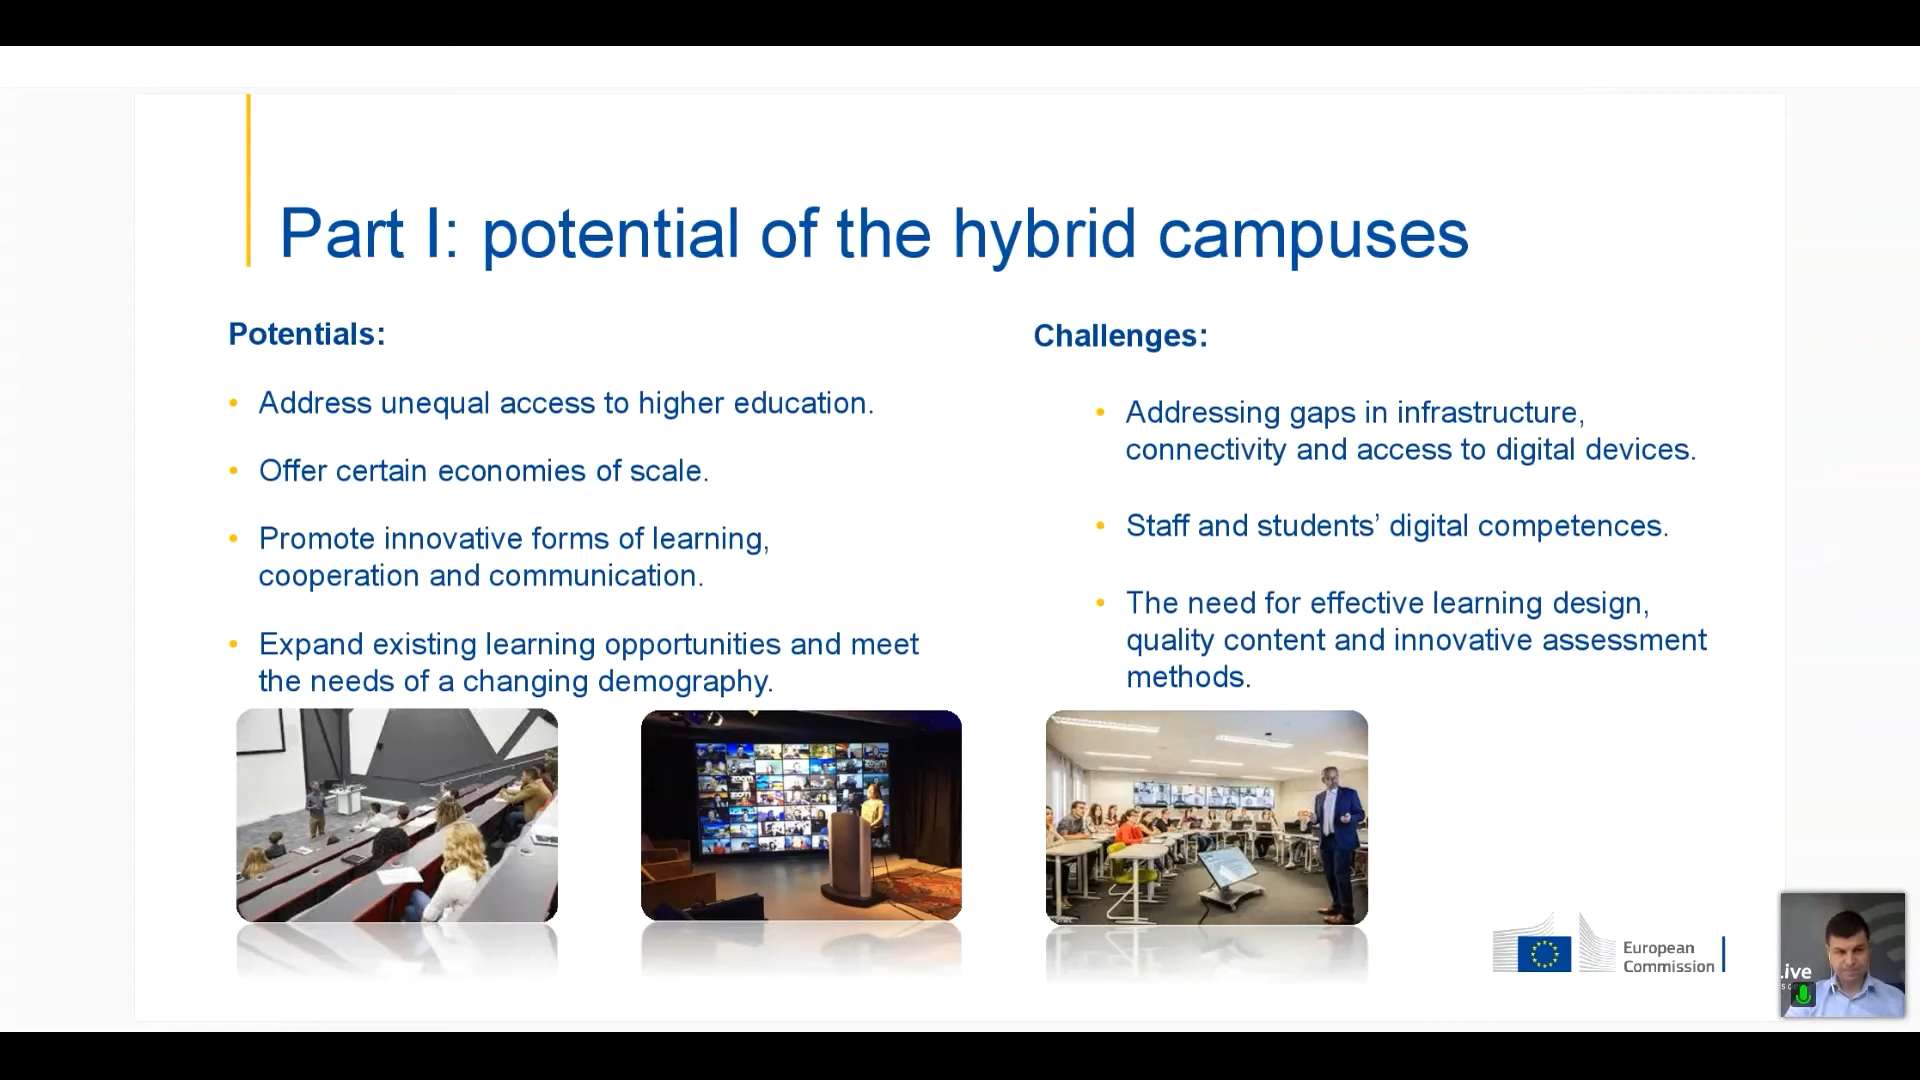 Part I: potential of the hybrid campuses
Potentials:
• Address unequal access to higher education.
• Offer certain economies of scale.
• Promote innovative forms of learning,
cooperation and communication.
• Expand existing learning opportunities and meet
the needs of a changing demography.
Challenges:
• Addressing gaps in infrastructure,
connectivity and access to digital devices.
• Staff and students’ digital competences.
• The need for effective learning design,
quality content and innovative assessment
methods.
European
Commission
.ive